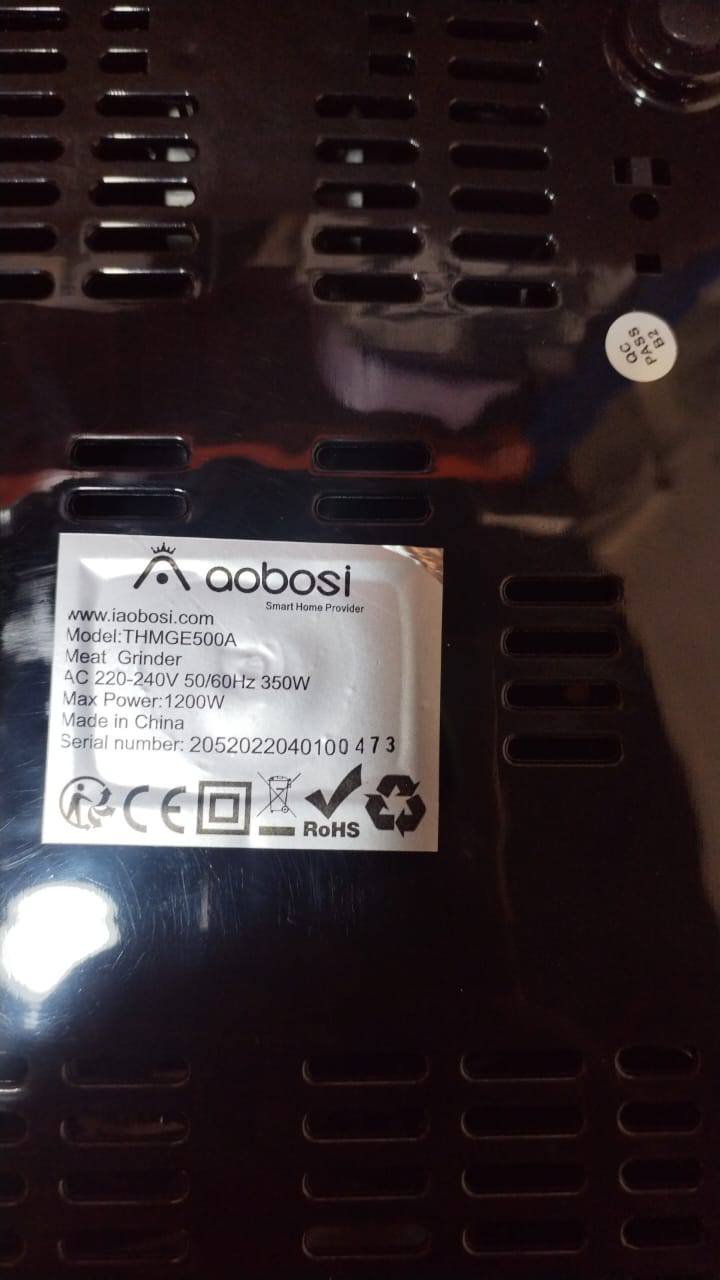 QC
PASS
B2
aobosi
Smart Home Provider
www.iaobosi.com
Model:THMGE500A
Meat Grinder
AC 220-240V 50/60Hz 350W
Max Power:1200W
Made in China
Serial number: 2052022040100473
CE
RoHS